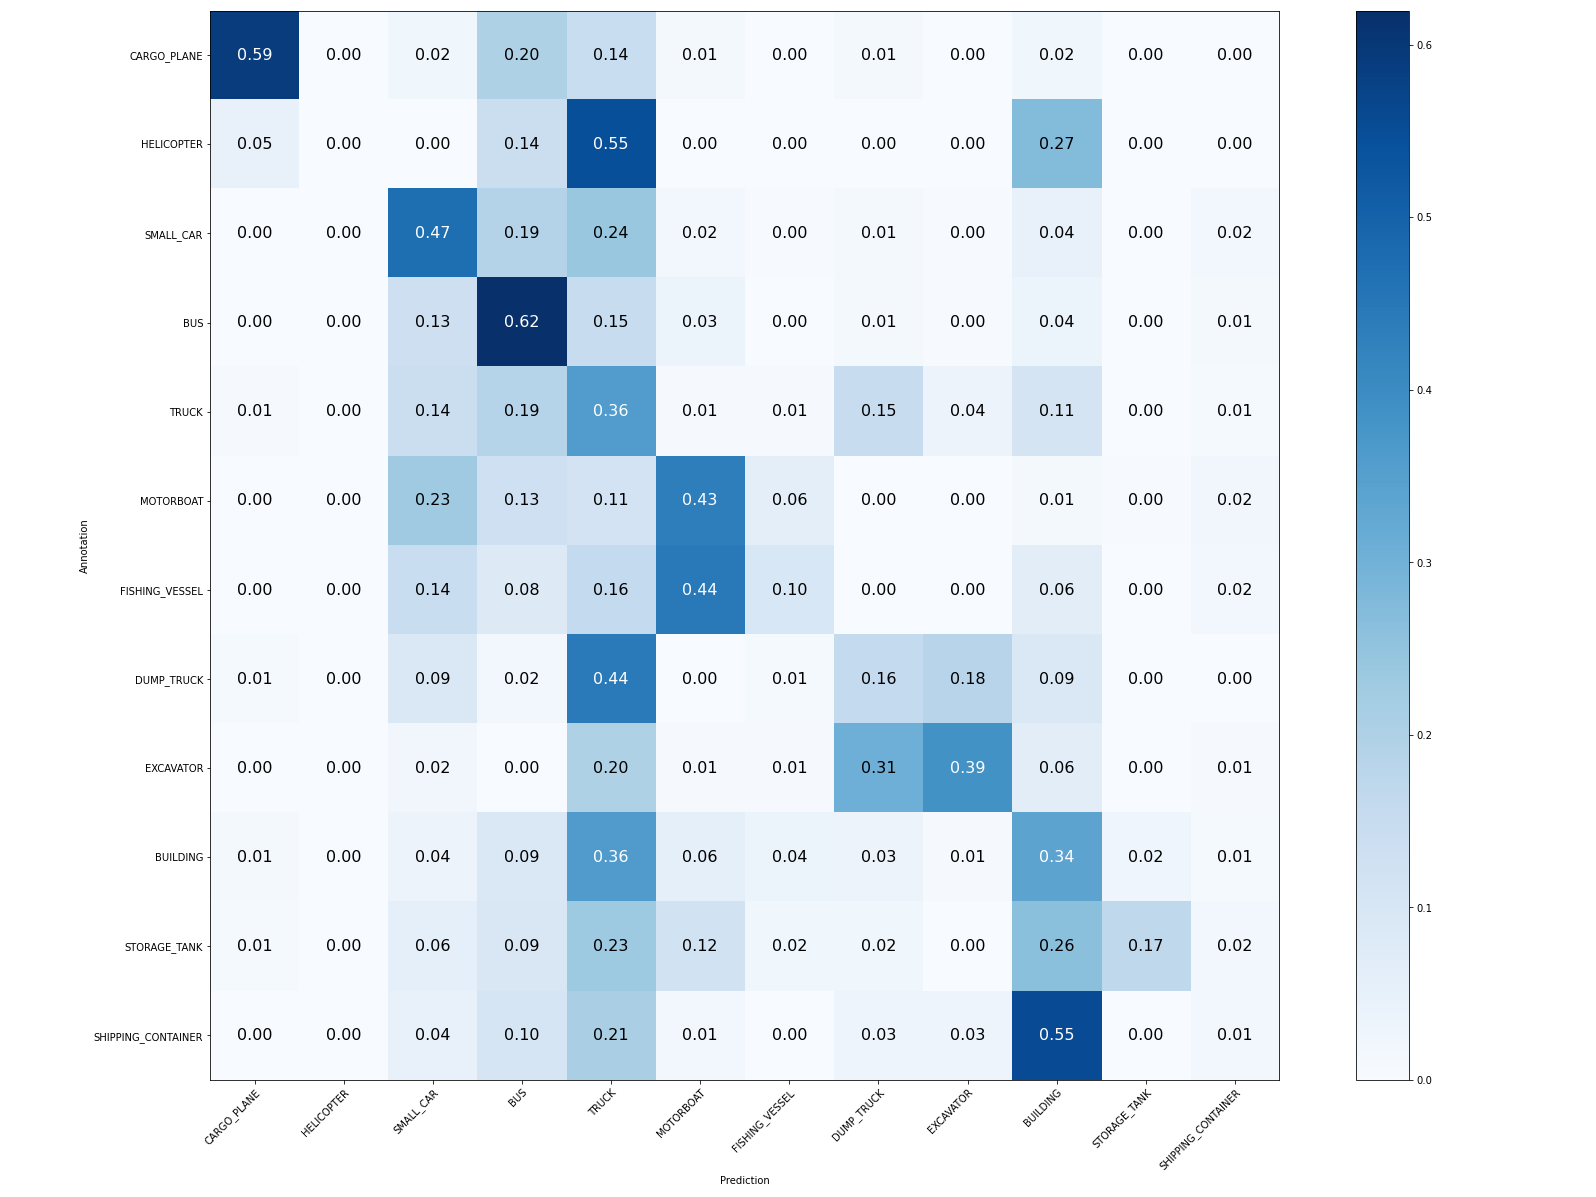 CARGO_PLANE 0.59 0.00 0.02 0.20 0.14 0.01 0.00 0.01 0.00 0.02 0.00 0.00
HELICOPTER 0.05 0.00 0.00 0.14 0.55 0.00 0.00 0.00 0.00 0.27 0.00 0.00
SMALL_CAR 0.00 0.00 0.47 0.19 0.24 0.02 0.00 0.01 0.00 0.04 0.00 0.02
BUS 0.00 0.00 0.13 0.62 0.15 0.03 0.00 0.01 0.00 0.04 0.00 0.01
TRUCK 0.01 0.00 0.14 0.19 0.36 0.01 0.01 0.15 0.04 0.11 0.00 0.01
MOTORBOAT 0.00 0.00 0.23 0.13 0.11 0.43 0.06 0.00 0.00 0.01 0.00 0.02
Annotation
FISHING_VESSEL 0.00 0.00 0.14 0.08 0.16 0.44 0.10 0.00 0.00 0.06 0.00 0.02
DUMP_TRUCK 0.01 0.00 0.09 0.02 0.44 0.00 0.01 0.16 0.18 0.09 0.00 0.00
EXCAVATOR 0.00 0.00 0.02 0.00 0.20 0.01 0.01 0.31 0.39 0.06 0.00 0.01
BUILDING 0.01 0.00 0.04 0.09 0.36 0.06 0.04 0.03 0.01 0.34 0.02 0.01
STORAGE_TANK 0.01 0.00 0.06 0.09 0.23 0.12 0.02 0.02 0.00 0.26 0.17 0.02
SHIPPING_CONTAINER 0.00 0.00 0.04 0.10 0.21 0.01 0.00 0.03 0.03 0.55 0.00 0.01
CARGO_PLANE HELICOPTER SMALL_CAR BUS TRUCK MOTORBOAT FISHING_VESSEL DUMP_TRUCK EXCAVATOR BUILDING STORAGE_TANK SHIPPING_CONTAINER
Prediction
0.6
0.5
0.4
0.3
0.2
0.1
0.0